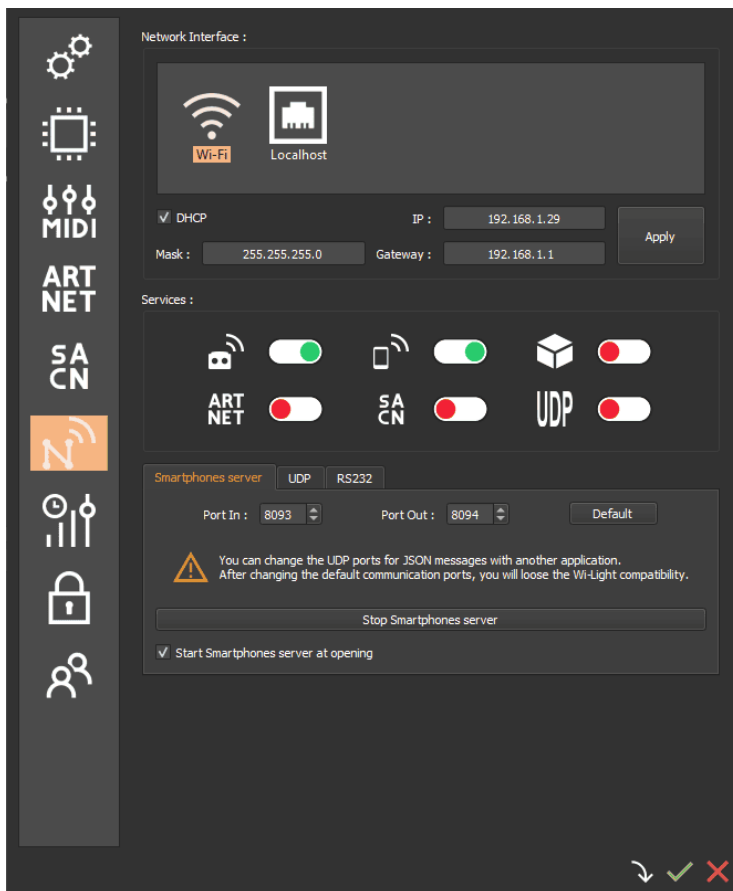 Network Interface :
Wi-Fi
Localhost
DHCP
IP :
192.168.1.29
Apply
Mask :
255.255.255.0
Gateway :
192.168.1.1
MIDI
ART
NET
SA
CN
N
Services :
ART
NET
SA
CN
UDP
Smartphones server
UDP
RS232
Port In :
8093
Port Out :
8094
Default
You can change the UDP ports for JSON messages with another application.
After changing the default communication ports, you will loose the Wi-Light compatibility.
Stop Smartphones server
Start Smartphones server at opening